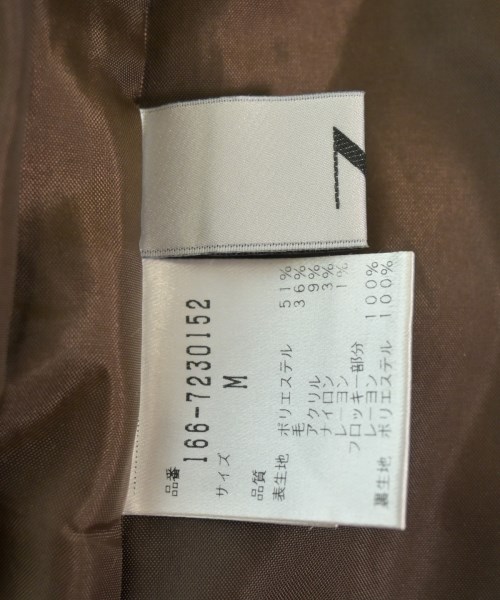 品番
166-7230152
サイズ M
品質
表生地 ポリエステル 51%
毛 36%
アクリル 9%
ナイロン 3%
レーヨン 1%
フロッキー部分
レーヨン 100%
裏生地 ポリエステル 100%